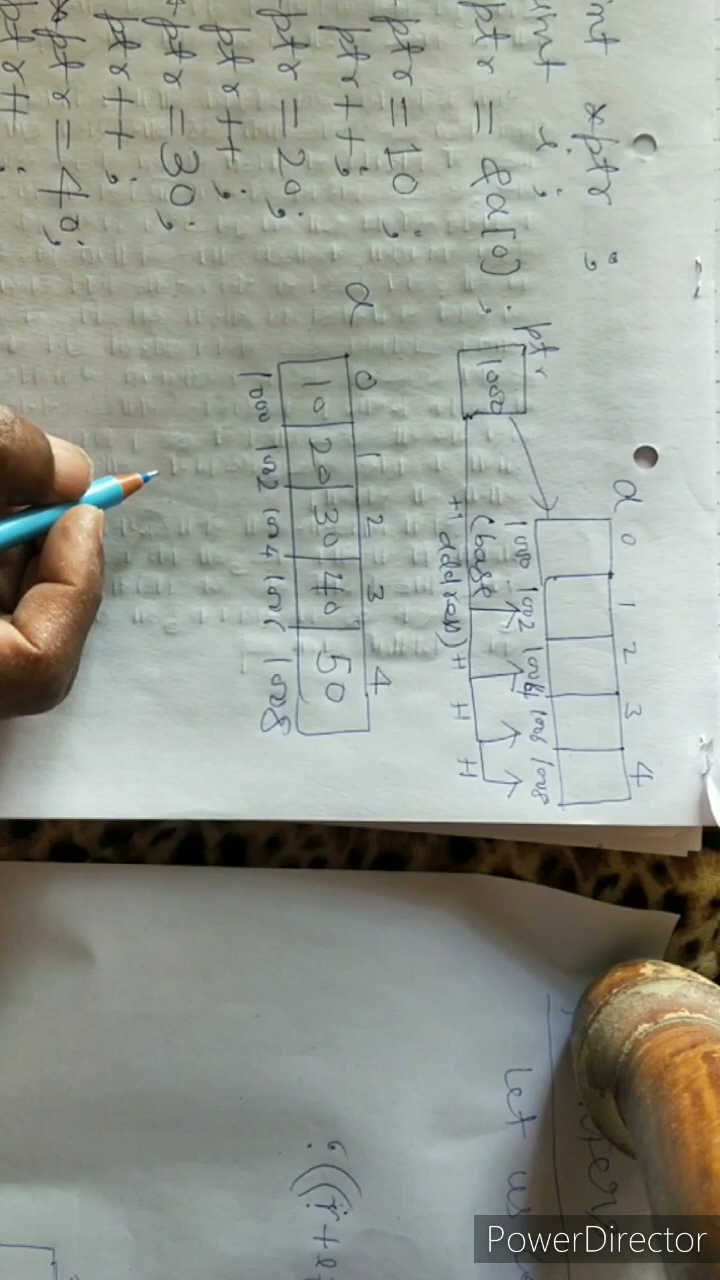 int *ptr ;
int i ;
ptr = &a[0] ;
*ptr = 10 ;
ptr++ ;
*ptr = 20 ;
ptr++ ;
*ptr = 30 ;
ptr++ ;
*ptr = 40 ;
ptr++ ;
a 0 1 2 3 4
1000 1002 1004 1006 1008
ptr
1000
(base
address)
+1 +1 +1 +1
a
0 1 2 3 4
10 20 30 40 50
1000 1002 1004 1006 1008
Let us
PowerDirector